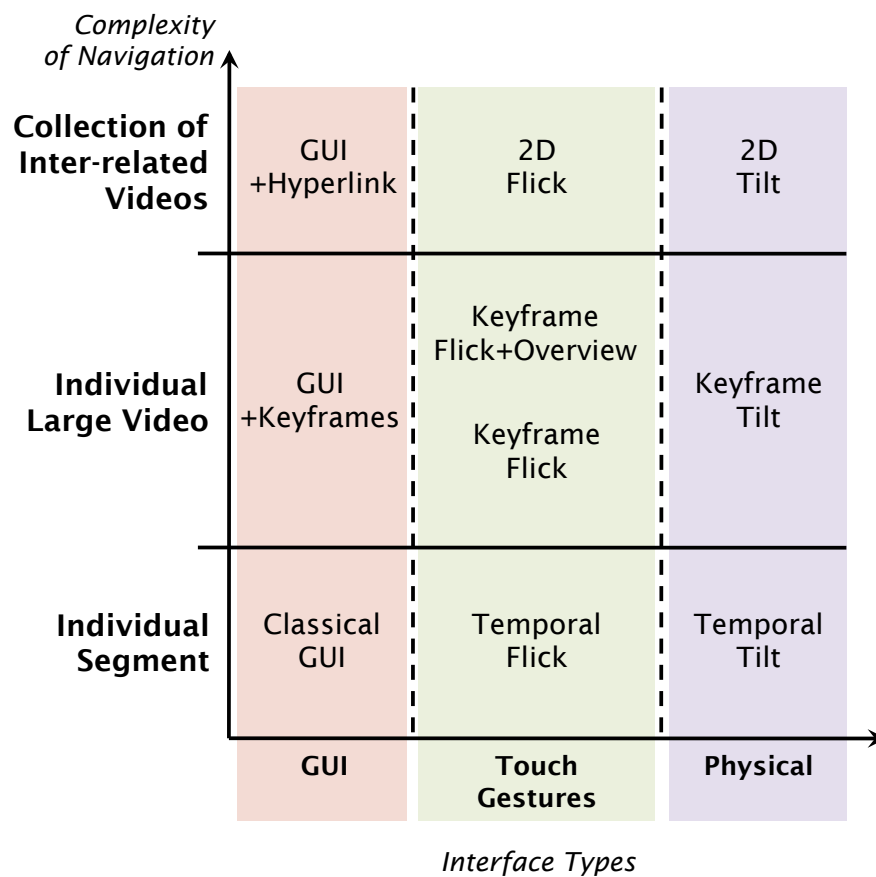 Complexity
of Navigation
Collection of
Inter-related
Videos
GUI
+Hyperlink
2D
Flick
2D
Tilt
Individual
Large Video
GUI
+Keyframes
Keyframe
Flick+Overview
Keyframe
Flick
Keyframe
Tilt
Individual
Segment
Classical
GUI
Temporal
Flick
Temporal
Tilt
GUI
Touch
Gestures
Physical
Interface Types